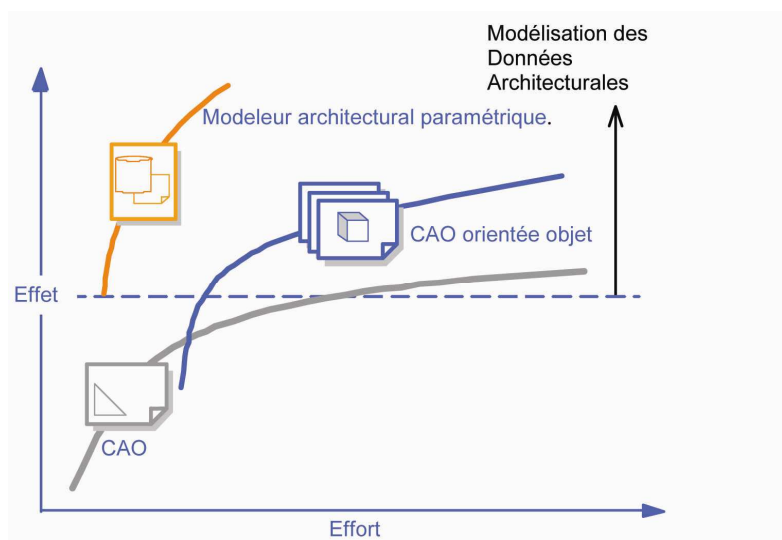 Modélisation des
Données
Architecturales
Modeleur architectural paramétrique.
CAO orientée objet
Effet
CAO
Effort